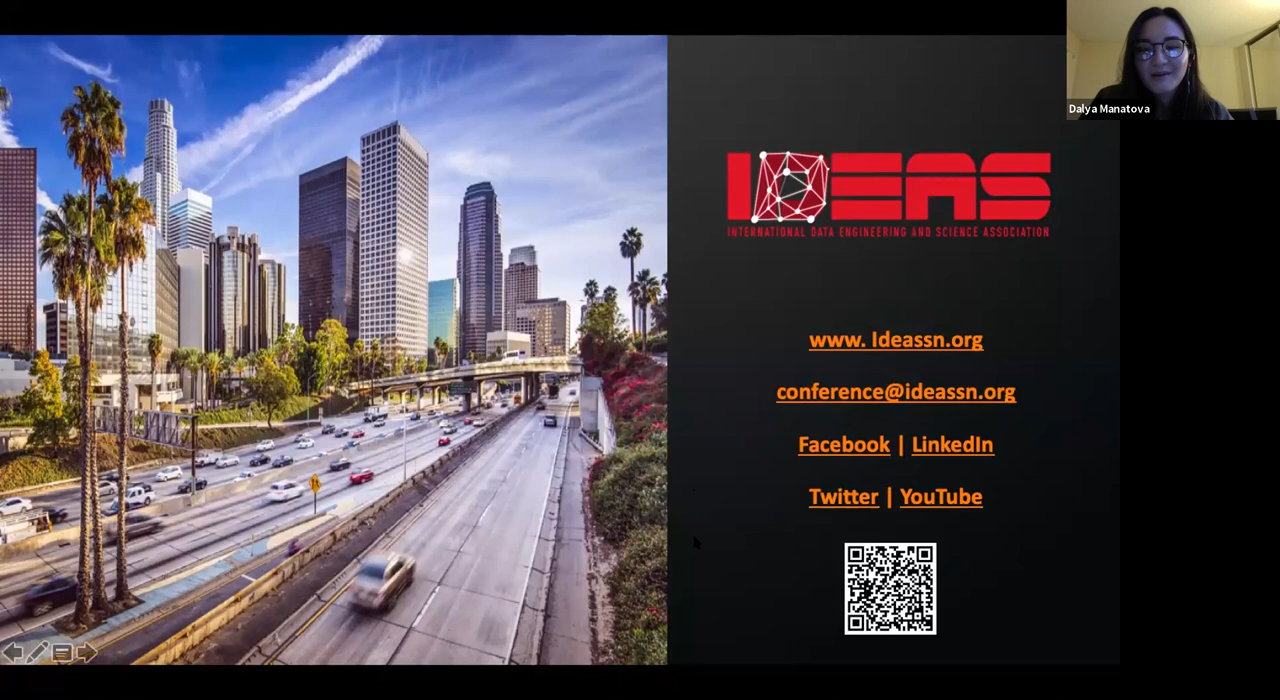 Dalya Manatova
IDEAS
INTERNATIONAL DATA ENGINEERING AND SCIENCE ASSOCIATION
www. Ideassn.org
conference@ideassn.org
Facebook | LinkedIn
Twitter | YouTube